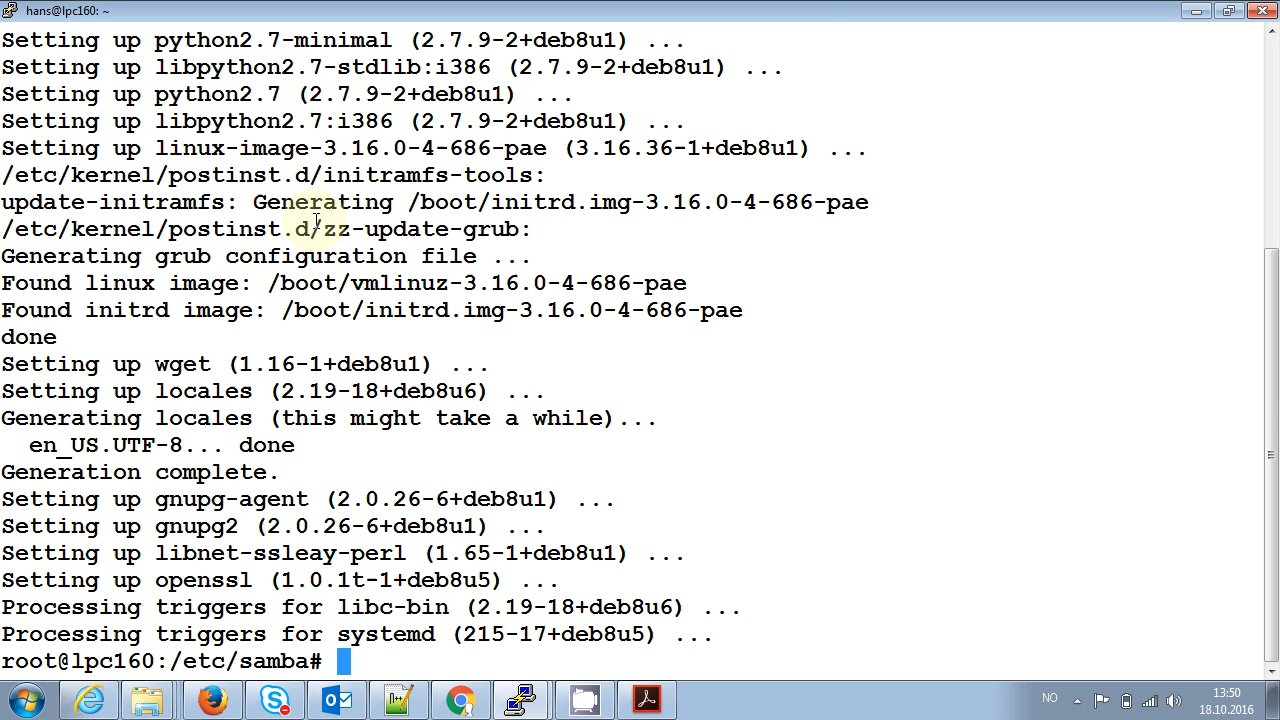 hans@lpc160: ~
Setting up python2.7-minimal (2.7.9-2+deb8u1) ...
Setting up libpython2.7-stdlib:i386 (2.7.9-2+deb8u1) ...
Setting up python2.7 (2.7.9-2+deb8u1) ...
Setting up libpython2.7:i386 (2.7.9-2+deb8u1) ...
Setting up linux-image-3.16.0-4-686-pae (3.16.36-1+deb8u1) ...
/etc/kernel/postinst.d/initramfs-tools:
update-initramfs: Generating /boot/initrd.img-3.16.0-4-686-pae
/etc/kernel/postinst.d/zz-update-grub:
Generating grub configuration file ...
Found linux image: /boot/vmlinuz-3.16.0-4-686-pae
Found initrd image: /boot/initrd.img-3.16.0-4-686-pae
done
Setting up wget (1.16-1+deb8u1) ...
Setting up locales (2.19-18+deb8u6) ...
Generating locales (this might take a while)...
  en_US.UTF-8... done
Generation complete.
Setting up gnupg-agent (2.0.26-6+deb8u1) ...
Setting up gnupg2 (2.0.26-6+deb8u1) ...
Setting up libnet-ssleay-perl (1.65-1+deb8u1) ...
Setting up openssl (1.0.1t-1+deb8u5) ...
Processing triggers for libc-bin (2.19-18+deb8u6) ...
Processing triggers for systemd (215-17+deb8u5) ...
root@lpc160:/etc/samba#
NO
13:50
18.10.2016